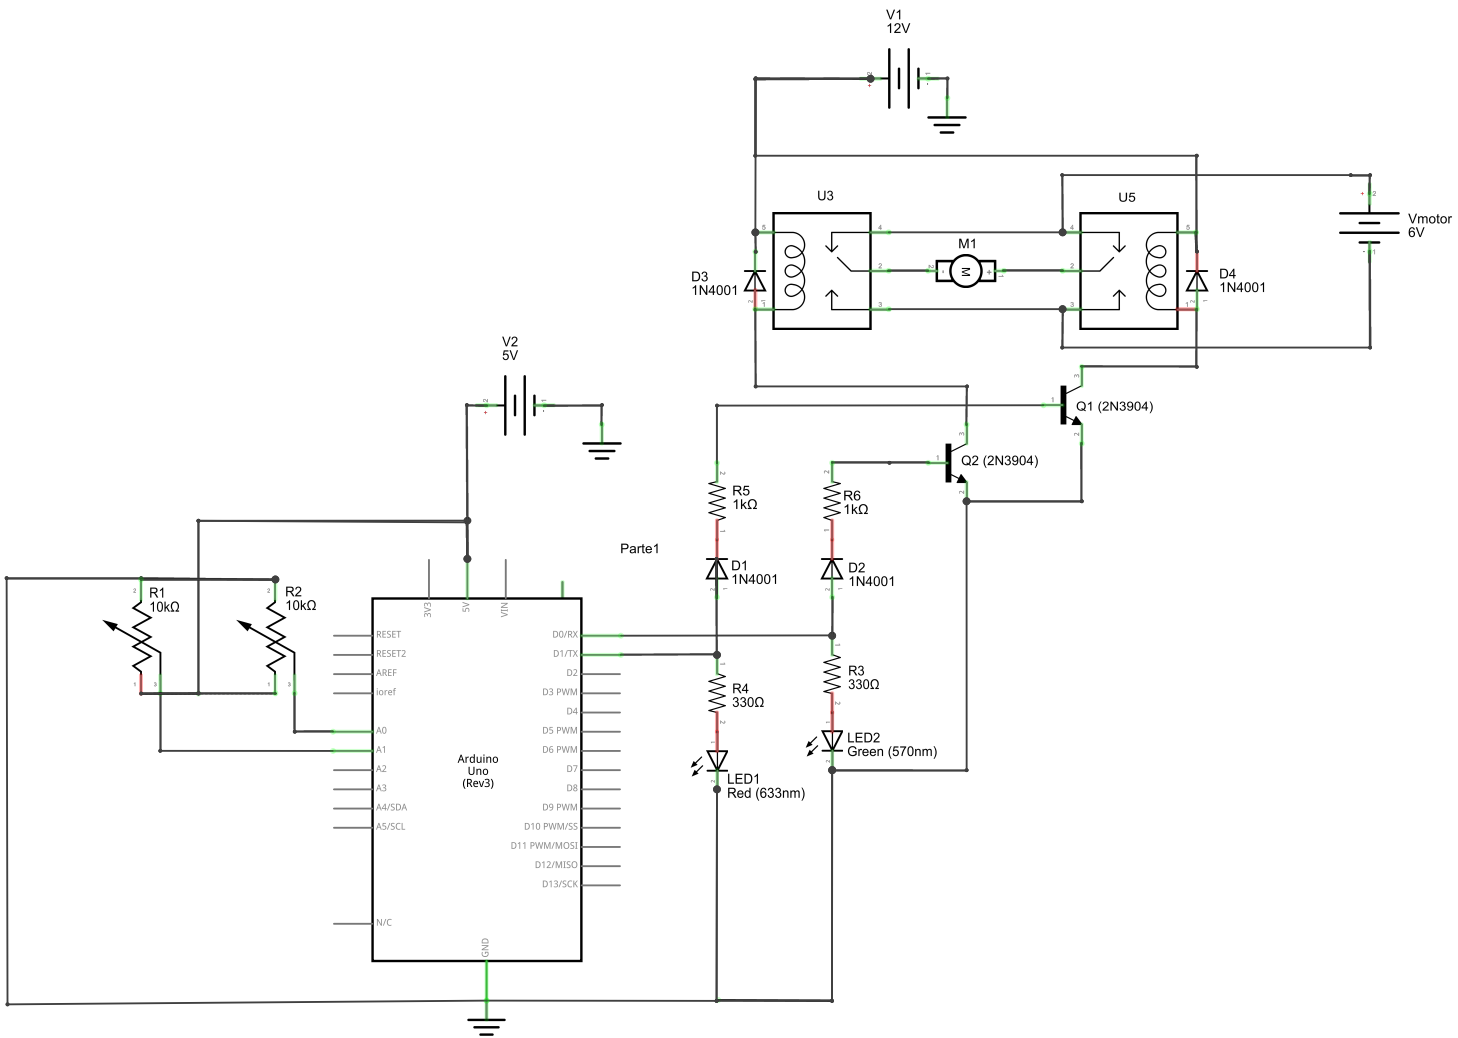 V1
12V
U3
U5
Vmotor
6V
M1
M
D3
1N4001
D4
1N4001
V2
5V
Q1 (2N3904)
Q2 (2N3904)
R5
1kΩ
R6
1kΩ
Parte1
D1
1N4001
D2
1N4001
R1
10kΩ
R2
10kΩ
3V3
5V
VIN
RESET
RESET2
AREF
ioref
A0
A1
A2
A3
A4/SDA
A5/SCL
N/C
D0/RX
D1/TX
D2
D3 PWM
D4
D5 PWM
D6 PWM
D7
D8
D9 PWM
D10 PWM/SS
D11 PWM/MOSI
D12/MISO
D13/SCK
Arduino
Uno
(Rev3)
GND
R4
330Ω
R3
330Ω
LED2
Green (570nm)
LED1
Red (633nm)